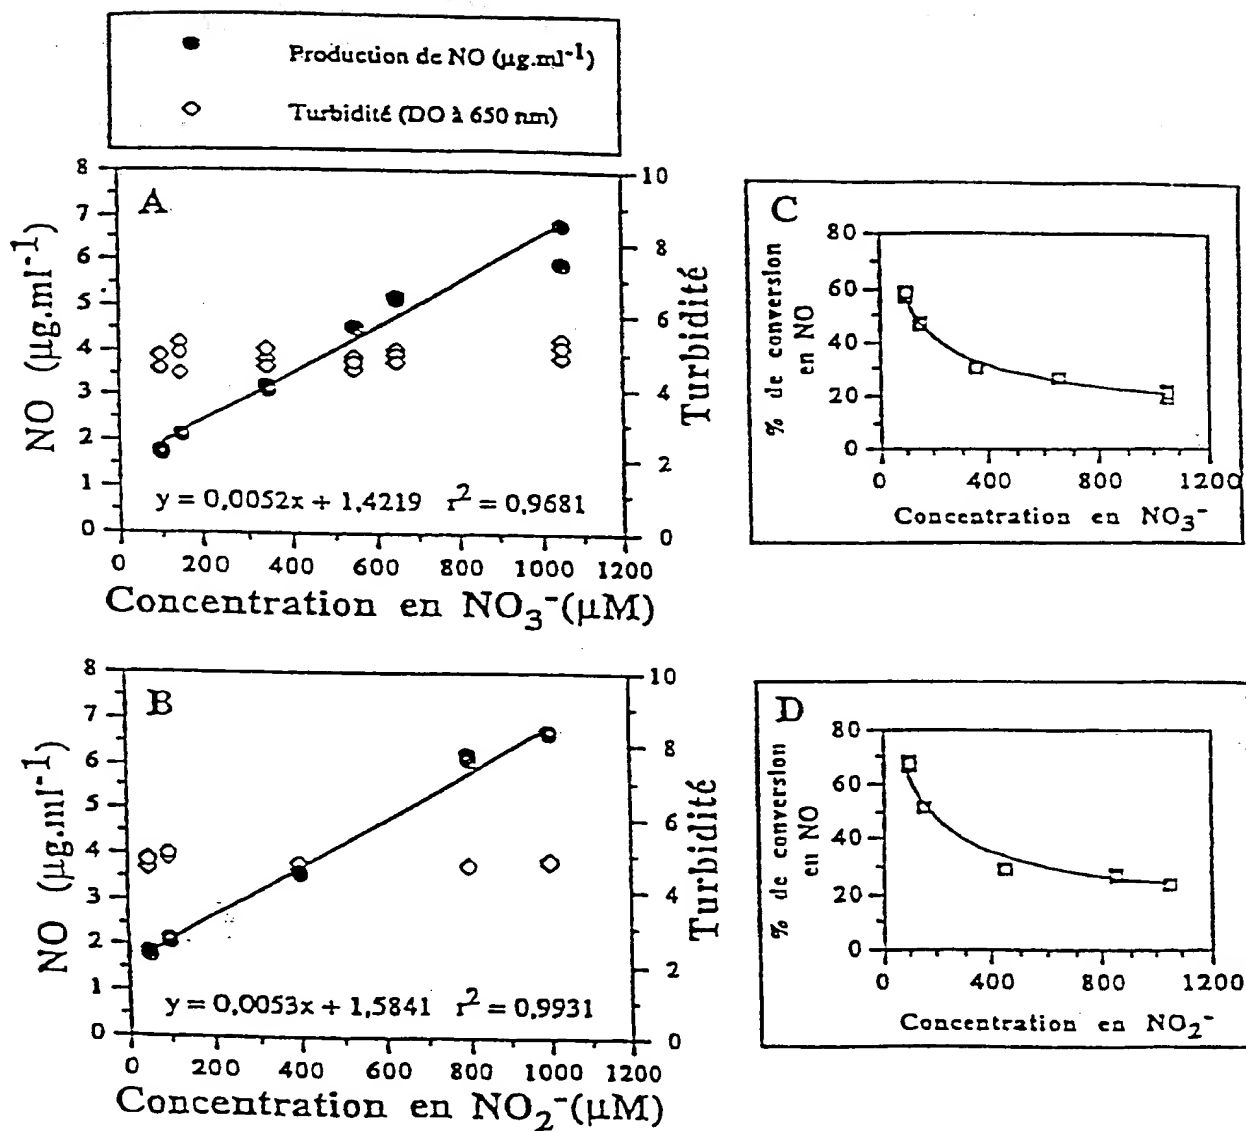 Production de NO (µg.ml⁻¹)
Turbidité (DO à 650 nm)
A
8
7
6
5
4
3
2
1
0
NO (µg.ml⁻¹)
10
8
6
4
2
0
Turbidité
y = 0,0052x + 1,4219 r² = 0,9681
0 200 400 600 800 1000 1200
Concentration en NO₃⁻(µM)
C
80
60
40
20
0
% de conversion
en NO
0 400 800 1200
Concentration en NO₃⁻
B
8
7
6
5
4
3
2
1
0
NO (µg.ml⁻¹)
10
8
6
4
2
0
Turbidité
y = 0,0053x + 1,5841 r² = 0,9931
0 200 400 600 800 1000 1200
Concentration en NO₂⁻(µM)
D
80
60
40
20
0
% de conversion
en NO
0 400 800 1200
Concentration en NO₂⁻